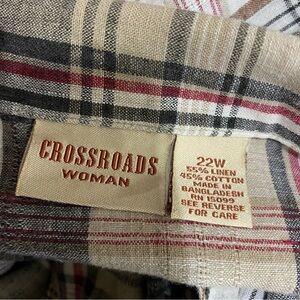 CROSSROADS
WOMAN
22W
55% LINEN
45% COTTON
MADE IN
BANGLADESH
RN 15099
SEE REVERSE
FOR CARE